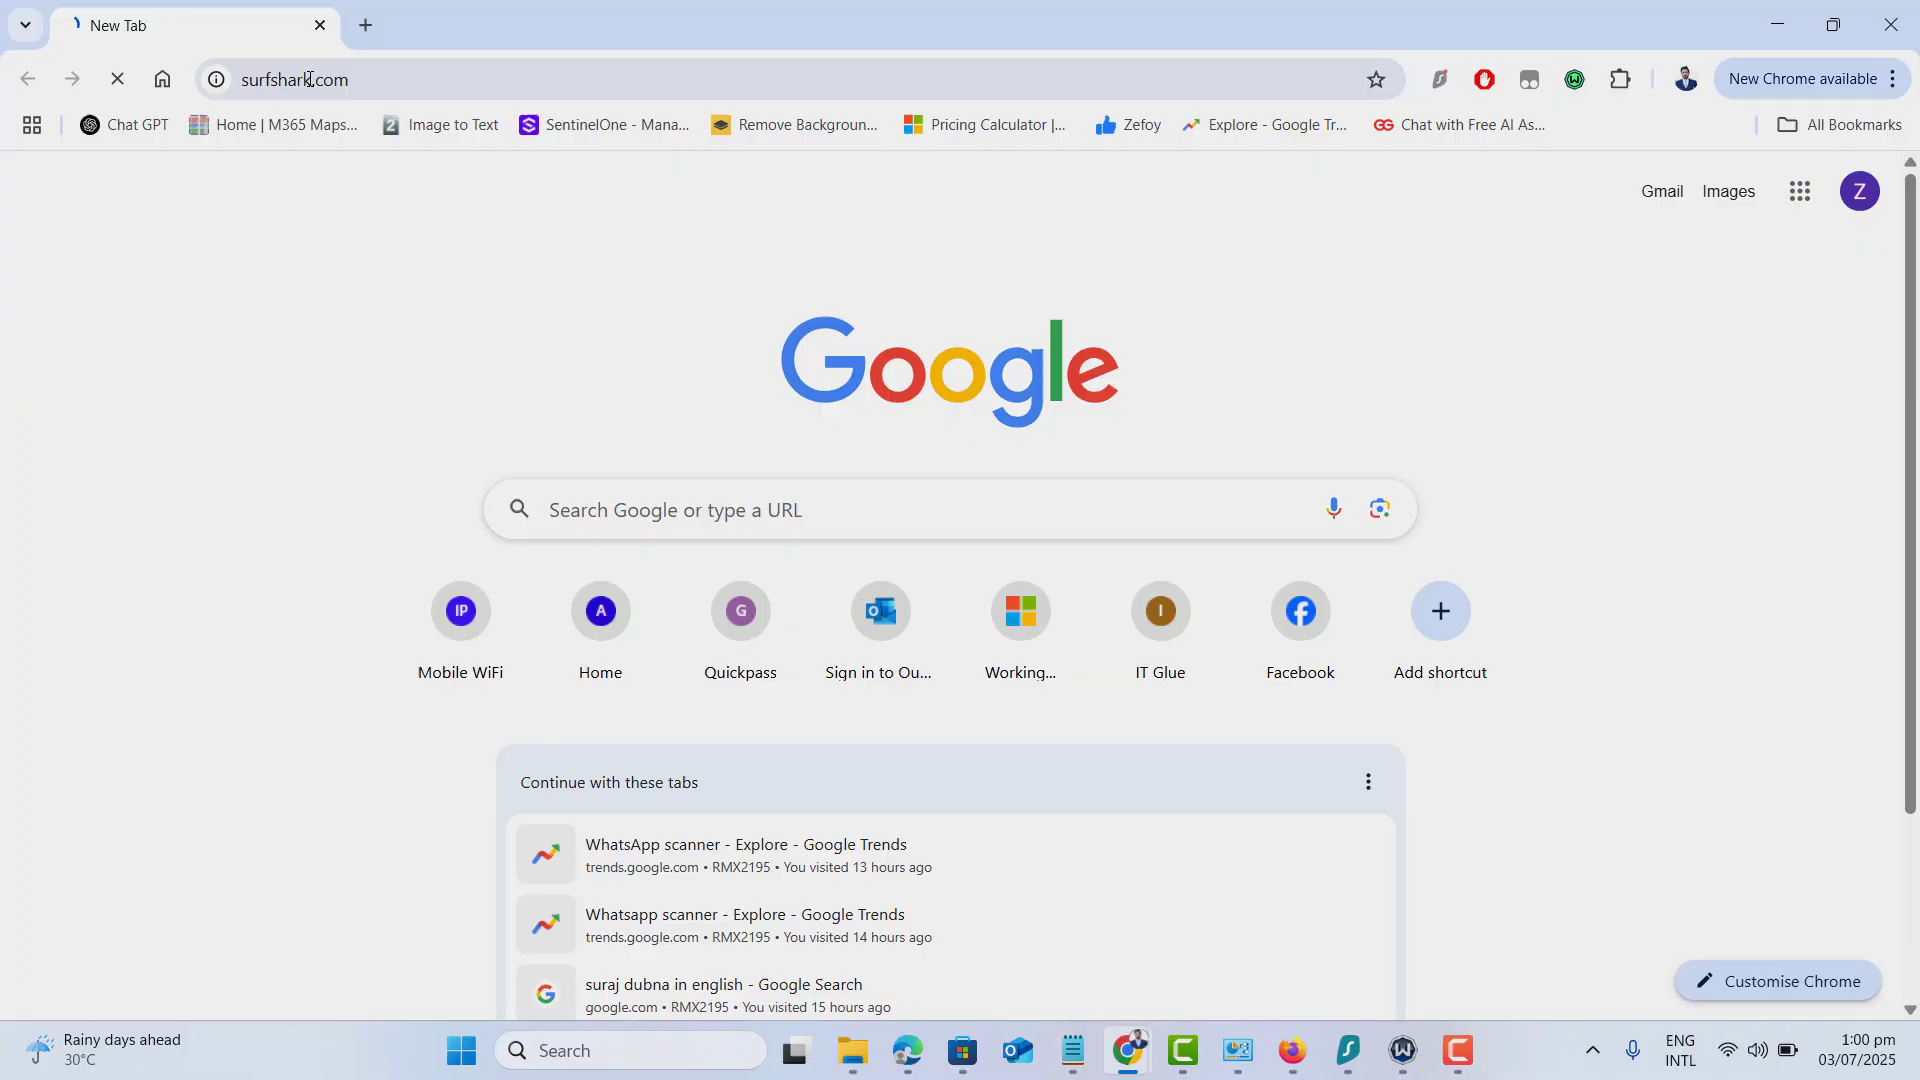 New Tab
surfshark.com
New Chrome available
Chat GPT
Home | M365 Maps...
Image to Text
SentinelOne - Mana...
Remove Backgroun...
Pricing Calculator |...
Zefoy
Explore - Google Tr...
Chat with Free AI As...
All Bookmarks
Gmail
Images
Z
Google
Search Google or type a URL
IP
A
G
I
Mobile WiFi
Home
Quickpass
Sign in to Ou...
Working...
IT Glue
Facebook
Add shortcut
Continue with these tabs
WhatsApp scanner - Explore - Google Trends
trends.google.com • RMX2195 • You visited 13 hours ago
Whatsapp scanner - Explore - Google Trends
trends.google.com • RMX2195 • You visited 14 hours ago
suraj dubna in english - Google Search
google.com • RMX2195 • You visited 15 hours ago
Customise Chrome
Rainy days ahead
30°C
Search
ENG
INTL
1:00 pm
03/07/2025